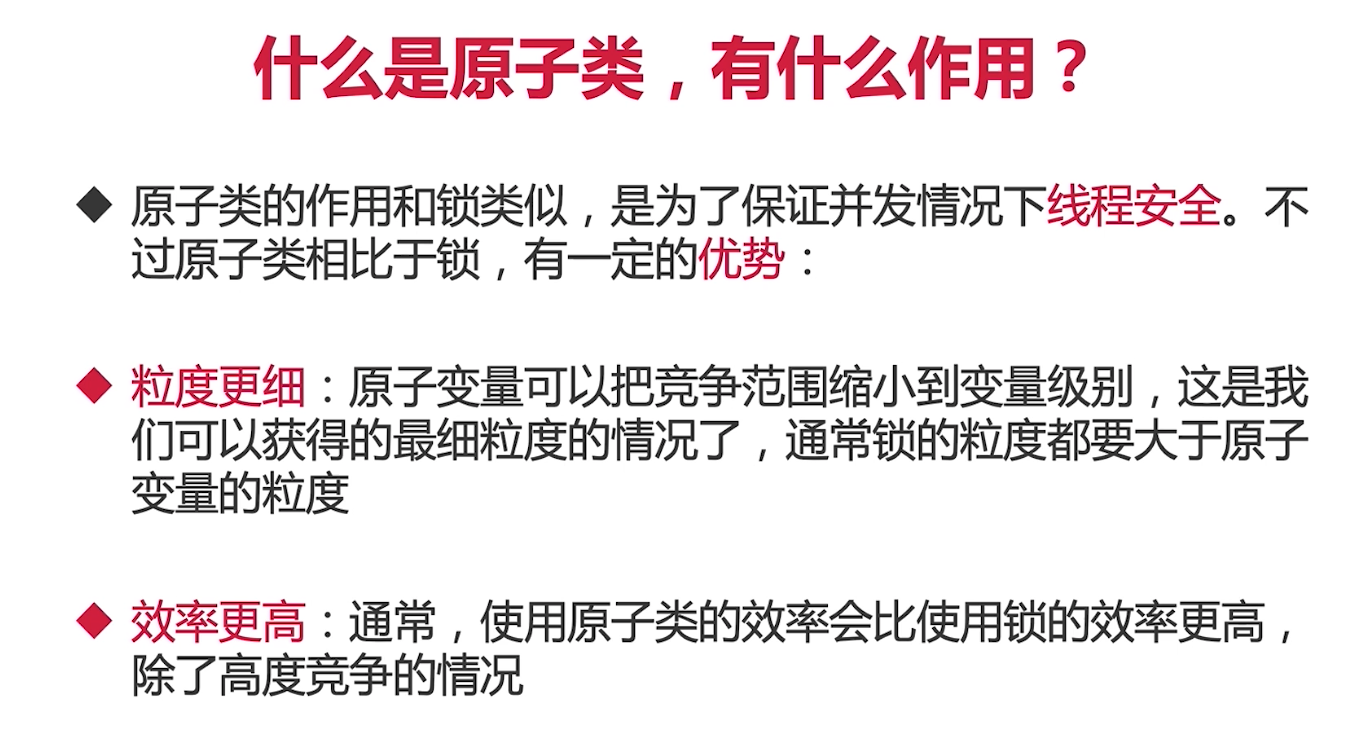 什么是原子类，有什么作用？
原子类的作用和锁类似，是为了保证并发情况下线程安全。不
过原子类相比于锁，有一定的优势：
粒度更细：原子变量可以把竞争范围缩小到变量级别，这是我
们可以获得的最细粒度的情况了，通常锁的粒度都要大于原子
变量的粒度
效率更高：通常，使用原子类的效率会比使用锁的效率更高，
除了高度竞争的情况